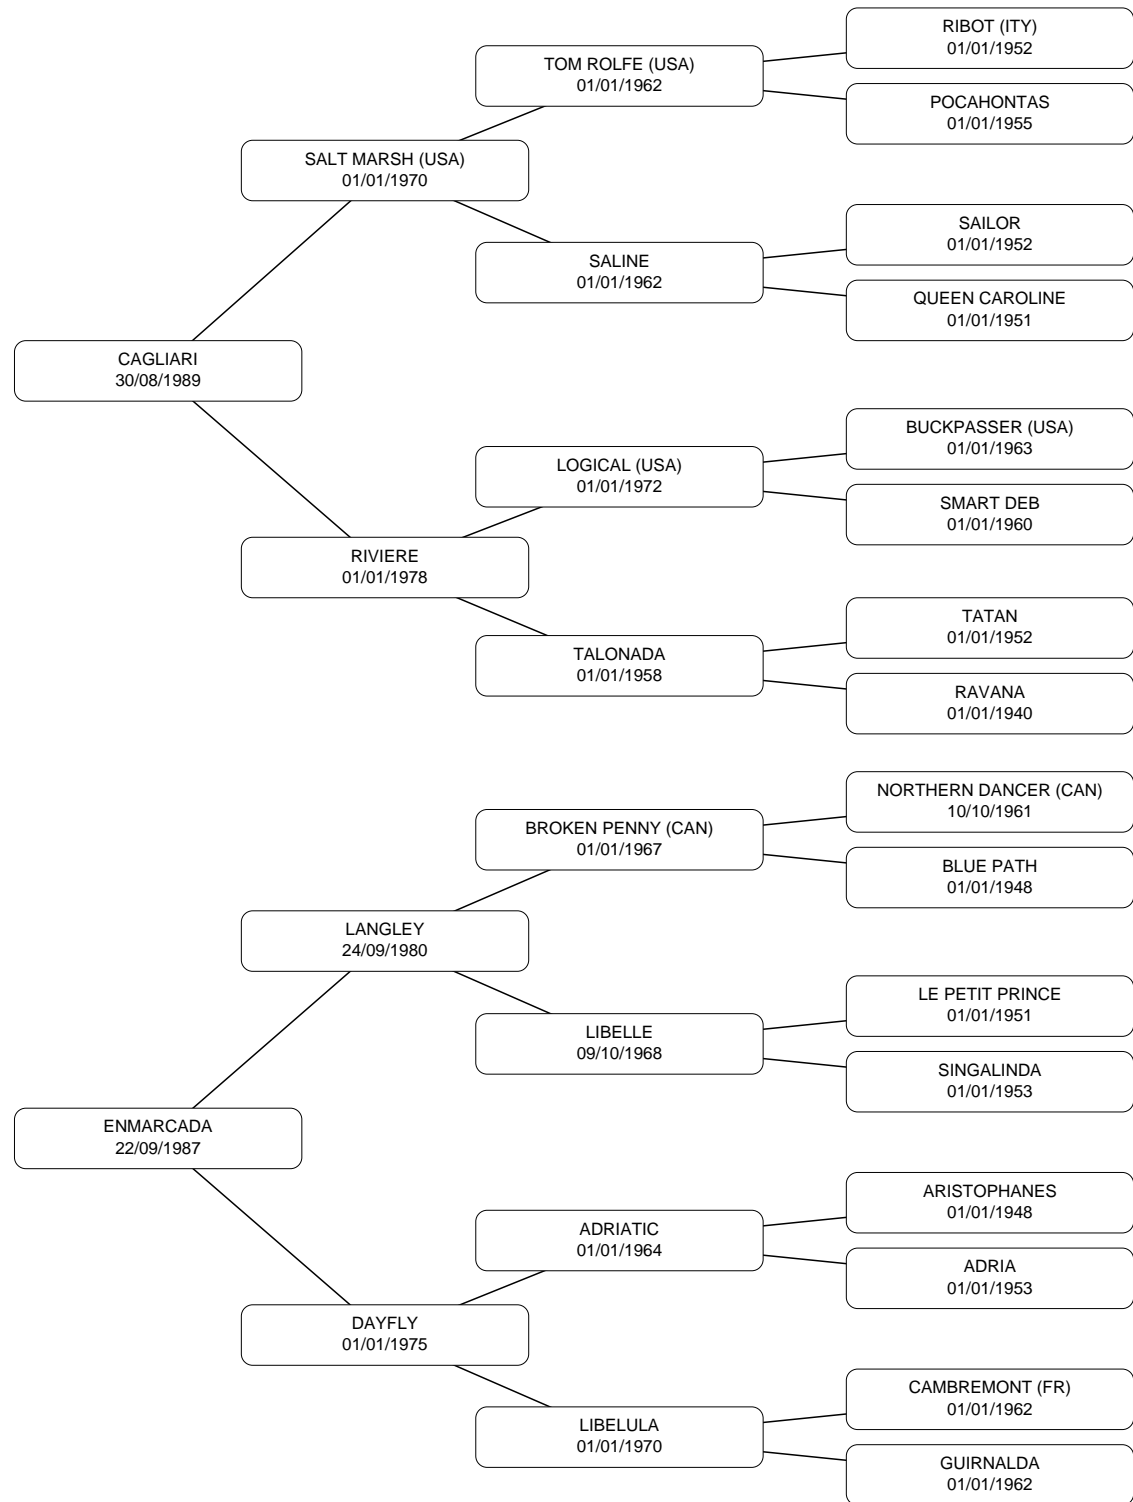 RIBOT (ITY)
01/01/1952
TOM ROLFE (USA)
01/01/1962
POCAHONTAS
01/01/1955
SALT MARSH (USA)
01/01/1970
SAILOR
01/01/1952
SALINE
01/01/1962
QUEEN CAROLINE
01/01/1951
CAGLIARI
30/08/1989
BUCKPASSER (USA)
01/01/1963
LOGICAL (USA)
01/01/1972
SMART DEB
01/01/1960
RIVIERE
01/01/1978
TATAN
01/01/1952
TALONADA
01/01/1958
RAVANA
01/01/1940
NORTHERN DANCER (CAN)
10/10/1961
BROKEN PENNY (CAN)
01/01/1967
BLUE PATH
01/01/1948
LANGLEY
24/09/1980
LE PETIT PRINCE
01/01/1951
LIBELLE
09/10/1968
SINGALINDA
01/01/1953
ENMARCADA
22/09/1987
ARISTOPHANES
01/01/1948
ADRIATIC
01/01/1964
ADRIA
01/01/1953
DAYFLY
01/01/1975
CAMBREMONT (FR)
01/01/1962
LIBELULA
01/01/1970
GUIRNALDA
01/01/1962